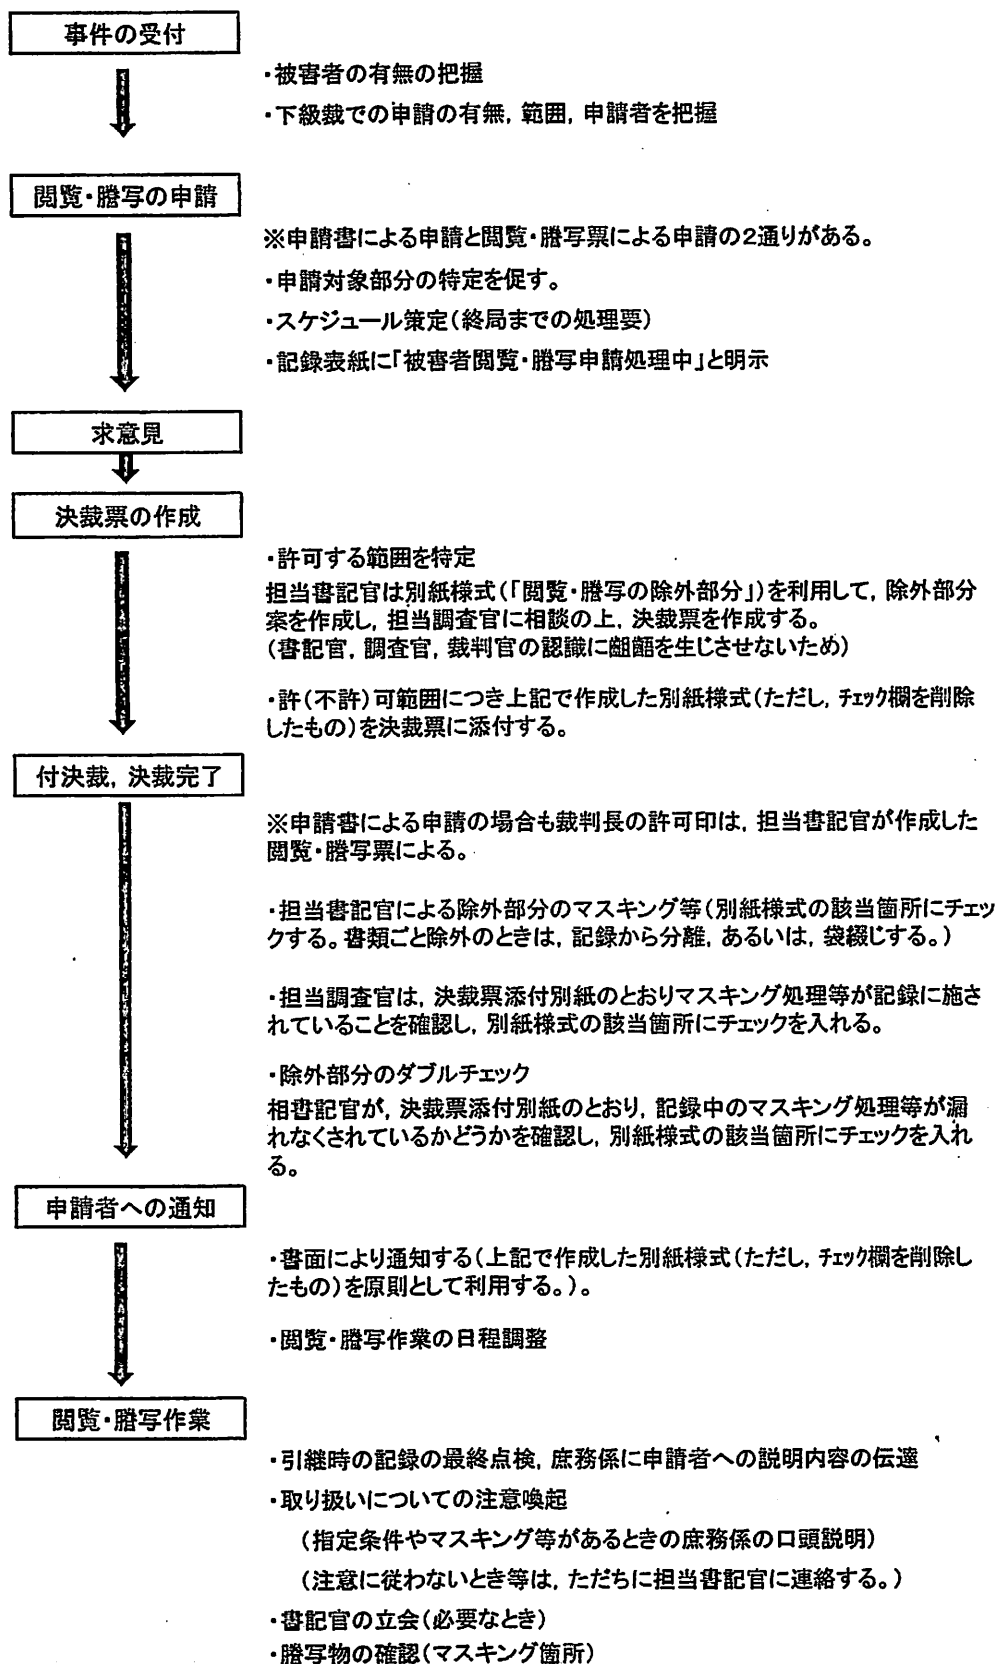 事件の受付
・被害者の有無の把握
・下級裁での申請の有無，範囲，申請者を把握
閲覧・謄写の申請
※申請書による申請と閲覧・謄写票による申請の2通りがある。
・申請対象部分の特定を促す。
・スケジュール策定（終局までの処理要）
・記録表紙に「被害者閲覧・謄写申請処理中」と明示
求意見
決裁票の作成
・許可する範囲を特定
担当書記官は別紙様式（「閲覧・謄写の除外部分」）を利用して，除外部分
案を作成し，担当調査官に相談の上，決裁票を作成する。
（書記官，調査官，裁判官の認識に齟齬を生じさせないため）
・許（不許）可範囲につき上記で作成した別紙様式（ただし，チェック欄を削除
したもの）を決裁票に添付する。
付決裁，決裁完了
※申請書による申請の場合も裁判長の許可印は，担当書記官が作成した
閲覧・謄写票による。
・担当書記官による除外部分のマスキング等（別紙様式の該当箇所にチェッ
クする。書類ごと除外のときは，記録から分離，あるいは，袋綴じする。）
・担当調査官は，決裁票添付別紙のとおりマスキング処理等が記録に施さ
れていることを確認し，別紙様式の該当箇所にチェックを入れる。
・除外部分のダブルチェック
相書記官が，決裁票添付別紙のとおり，記録中のマスキング処理等が漏
れなくされているかどうかを確認し，別紙様式の該当箇所にチェックを入れ
る。
申請者への通知
・書面により通知する（上記で作成した別紙様式（ただし，チェック欄を削除し
たもの）を原則として利用する。）。
・閲覧・謄写作業の日程調整
閲覧・謄写作業
・引継時の記録の最終点検，庶務係に申請者への説明内容の伝達
・取り扱いについての注意喚起
（指定条件やマスキング等があるときの庶務係の口頭説明）
（注意に従わないとき等は，ただちに担当書記官に連絡する。）
・書記官の立会（必要なとき）
・謄写物の確認（マスキング箇所）